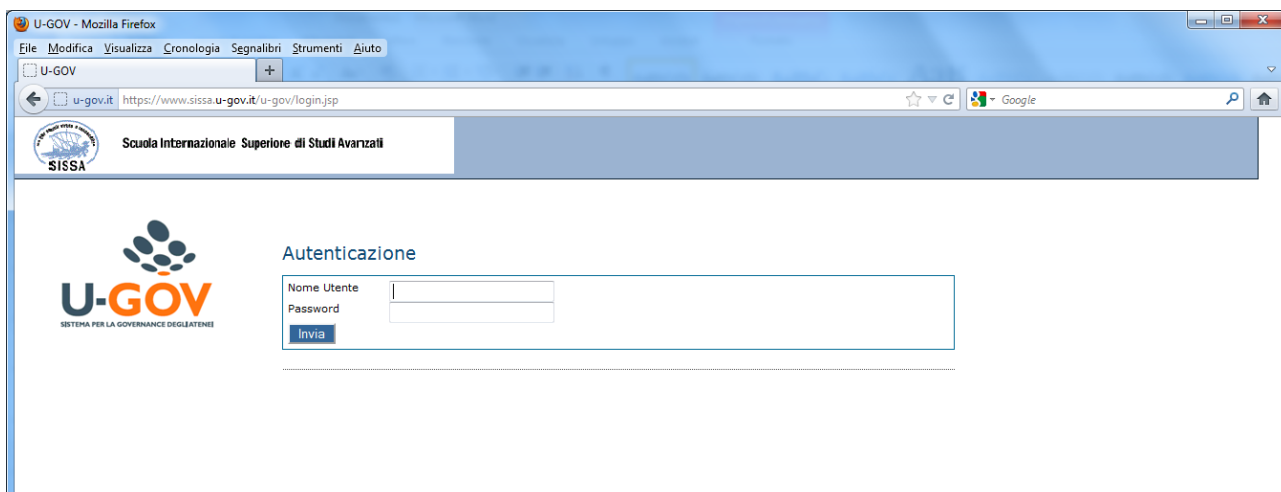 U-GOV - Mozilla Firefox
File Modifica Visualizza Cronologia Segnalibri Strumenti Aiuto
U-GOV
u-gov.it https://www.sissa.u-gov.it/u-gov/login.jsp Google
Scuola Internazionale Superiore di Studi Avanzati
SISSA
Autenticazione
Nome Utente
Password
Invia
U-GOV
SISTEMA PER LA GOVERNANCE DEGLI ATENEI